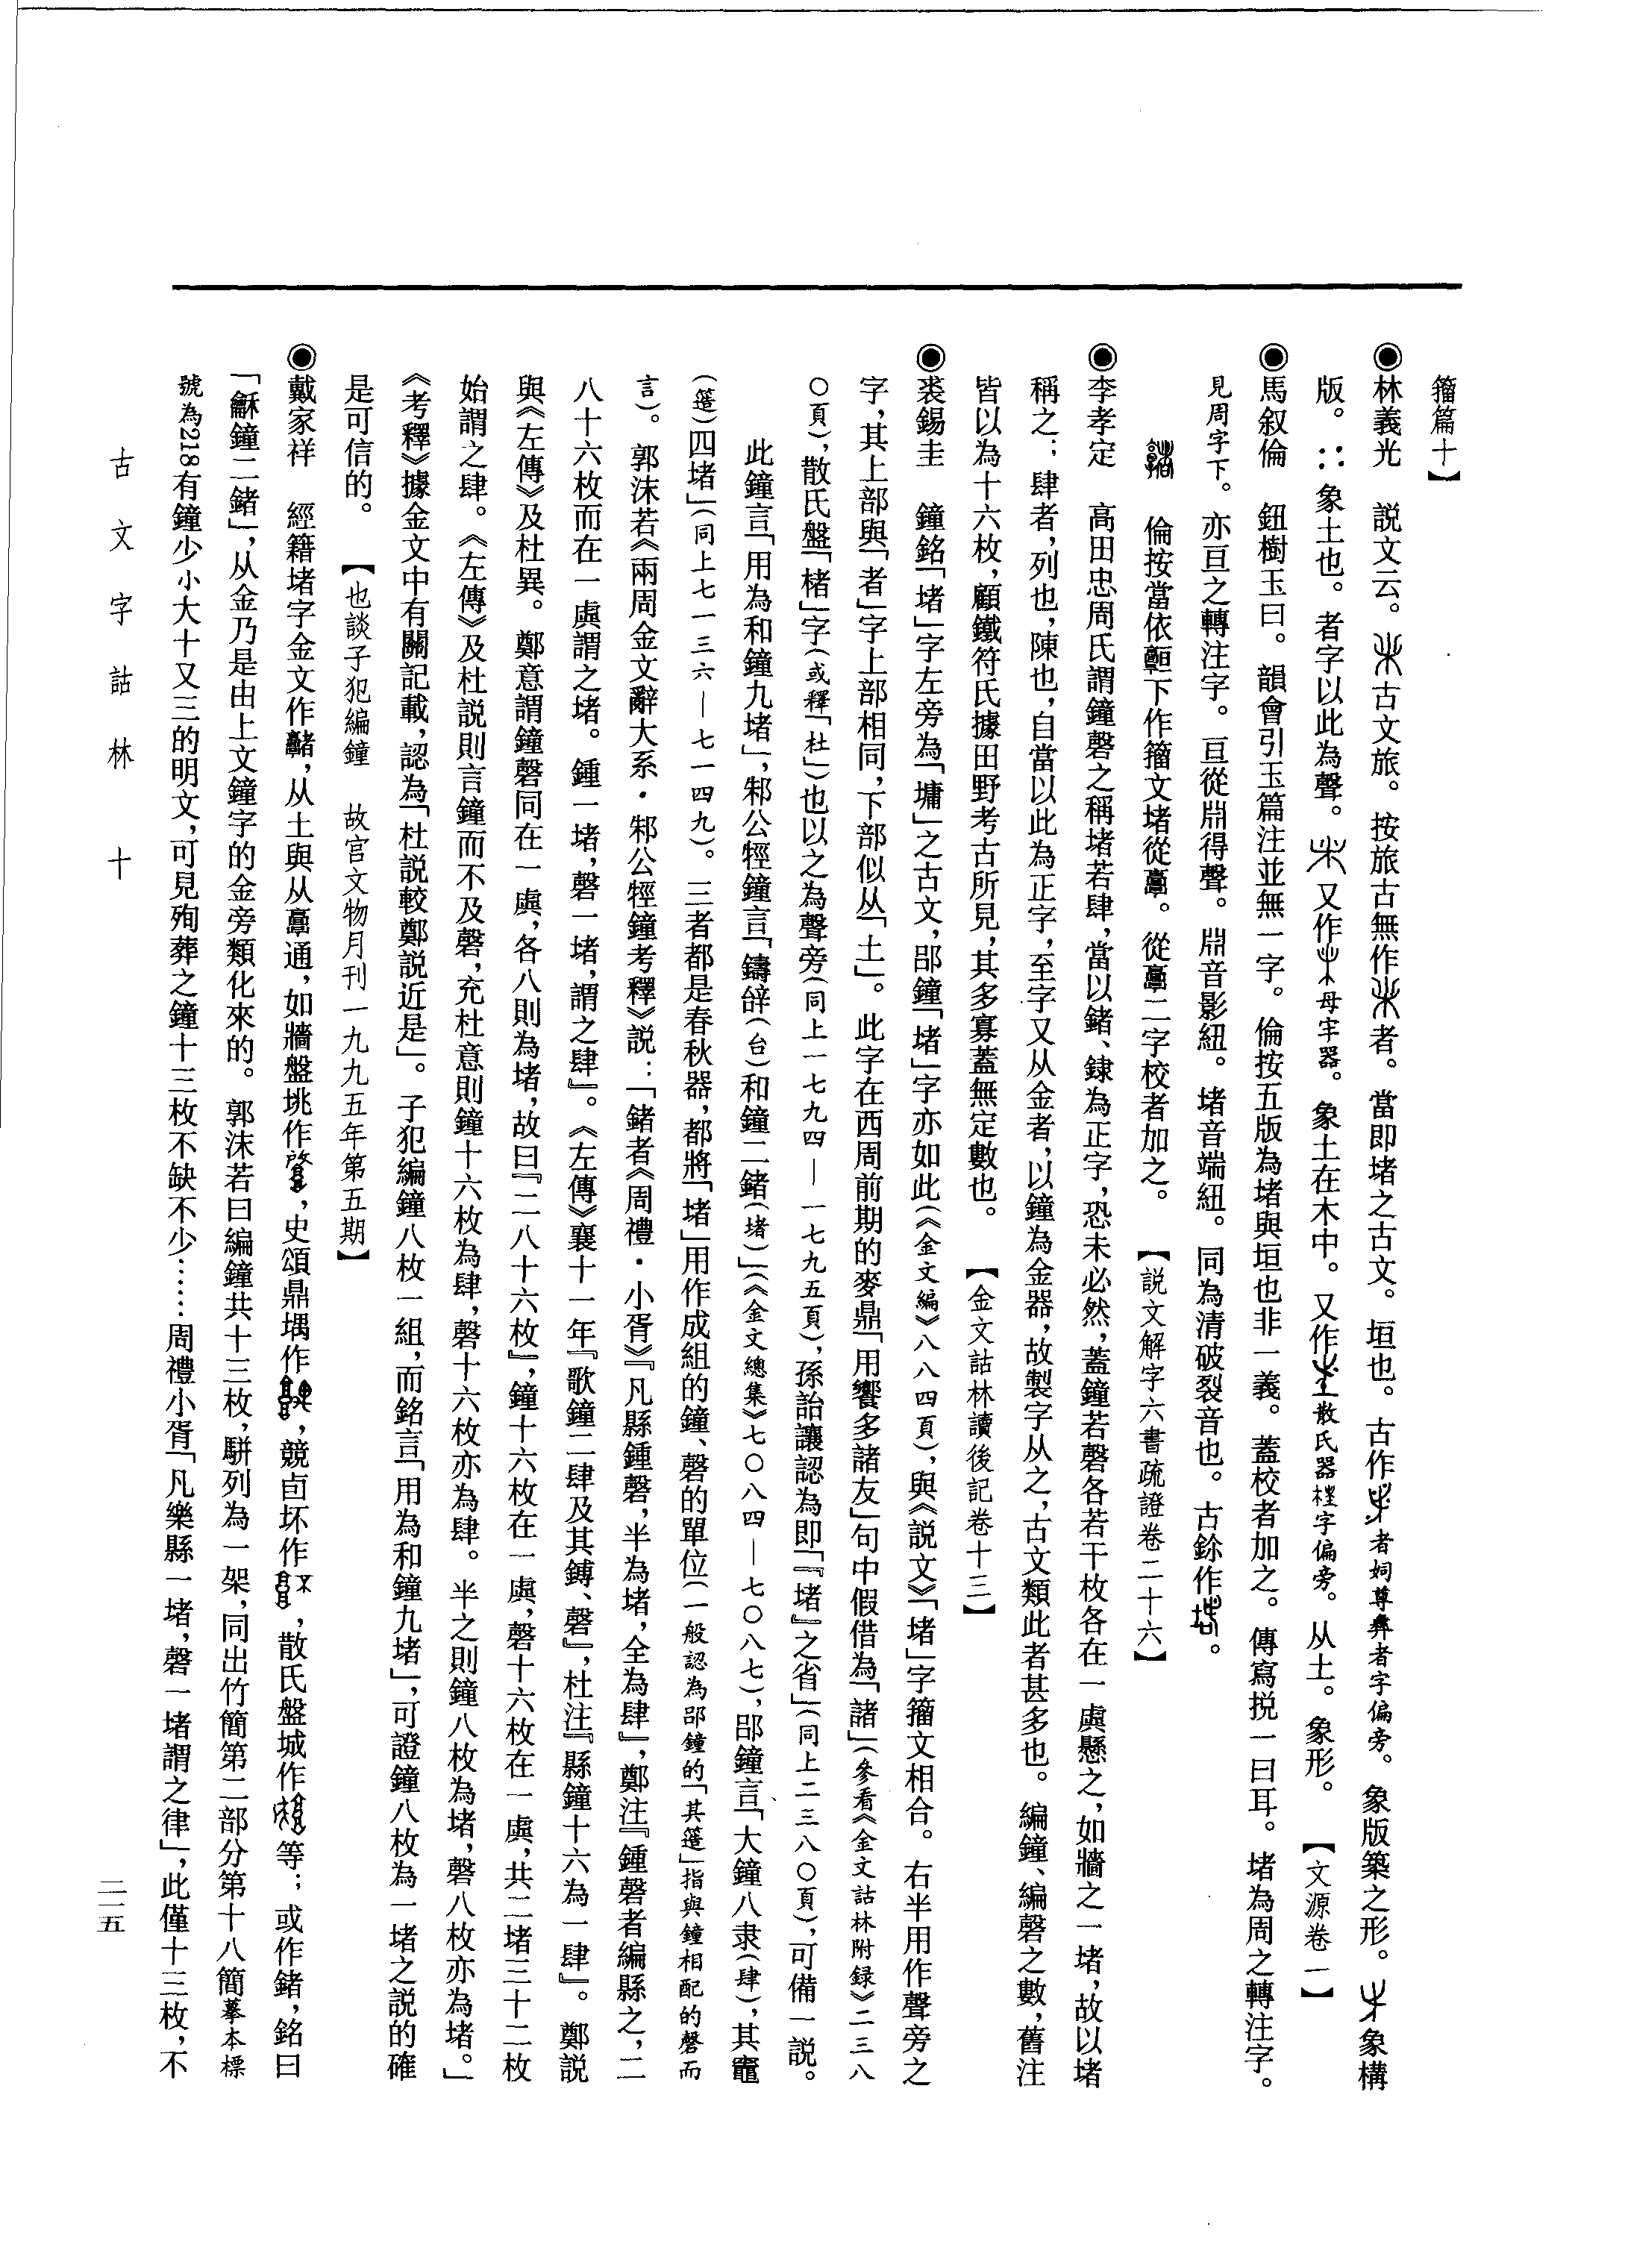 籀篇十】
●林義光　説文云。古文旅。按旅古無作者。當即堵之古文。垣也。古作者姛尊彝者字偏旁。象版築之形。象構
版。∵象土也。者字以此為聲。又作母宰器。象土在木中。又作散氏器楮字偏旁。从土。象形。　【文源卷一】
●馬叙倫　鈕樹玉曰。韻會引玉篇注並無一字。倫按五版為堵與垣也非一義。蓋校者加之。傳寫捝一曰耳。堵為周之轉注字。
見周字下。亦亘之轉注字。亘從鼎得聲。鼎音影紐。堵音端紐。同為清破裂音也。古鉩作。
倫按當依下作籀文堵從𩫖。從𩫖二字校者加之。　【説文解字六書疏證卷二十六】
●李孝定　高田忠周氏謂鐘磬之稱堵若肆，當以鍺、銉為正字，恐未必然，蓋鐘若磬各若干枚各在一虡懸之，如牆之一堵，故以堵
稱之；肆者，列也，陳也，自當以此為正字，至字又从金者，以鐘為金器，故製字从之，古文類此者甚多也。編鐘、編磬之數，舊注
皆以為十六枚，顧鐵符氏據田野考古所見，其多寡蓋無定數也。　【金文詁林讀後記卷十三】
●裘錫圭　鐘銘「堵」字左旁為「墉」之古文，郘鐘「堵」字亦如此（《金文編》八八四頁），與《説文》「堵」字籀文相合。右半用作聲旁之
字，其上部與「者」字上部相同，下部似从「土」。此字在西周前期的麥鼎「用饗多諸友」句中假借為「諸」（參看《金文詁林附録》二三八
〇頁），散氏盤「楮」字（或釋「杜」）也以之為聲旁（同上一七九四—一七九五頁），孫詒讓認為即「『堵』之省」（同上二三八〇頁），可備一説。
此鐘言「用為和鐘九堵」，邾公牼鐘言「鑄辝（台）和鐘二鍺（堵）」（《金文總集》七〇八四—七〇八七），郘鐘言「大鐘八隶（肆），其竈
（簉）四堵」（同上七一三六—七一四九）。三者都是春秋器，都將「堵」用作成組的鐘、磬的單位（一般認為郘鐘的「其簉」指與鐘相配的磬而
言）。郭沫若《兩周金文辭大系·邾公牼鐘考釋》説：「鍺者《周禮·小胥》『凡縣鍾磬，半為堵，全為肆』，鄭注『鍾磬者編縣之，二
八十六枚而在一虡謂之堵。鍾一堵，磬一堵，謂之肆』。《左傳》襄十一年『歌鐘二肆及其鎛、磬』，杜注『縣鐘十六為一肆』。鄭説
與《左傳》及杜異。鄭意謂鐘磬同在一虡，各八則為堵，故曰『二八十六枚』，鐘十六枚在一虡，磬十六枚在一虡，共二堵三十二枚
始謂之肆。《左傳》及杜説則言鐘而不及磬，充杜意則鐘十六枚為肆，磬十六枚亦為肆。半之則鐘八枚為堵，磬八枚亦為堵。」
《考釋》據金文中有關記載，認為「杜説較鄭説近是」。子犯編鐘八枚一組，而銘言「用為和鐘九堵」，可證鐘八枚為一堵之説的確
是可信的。　【也談子犯編鐘　故宫文物月刊一九九五年第五期】
●戴家祥　經籍堵字金文作，从土與从𩫖通，如牆盤垗作，史頌鼎堣作，競卣坏作，散氏盤城作等；或作鍺，銘曰
「龢鐘二鍺」，从金乃是由上文鐘字的金旁類化來的。郭沫若曰編鐘共十三枚，駢列為一架，同出竹簡第二部分第十八簡摹本標
號為218有鐘少小大十又三的明文，可見殉葬之鐘十三枚不缺不少……周禮小胥「凡樂縣一堵，磬一堵謂之律」，此僅十三枚，不
古文字詁林　十
二一五